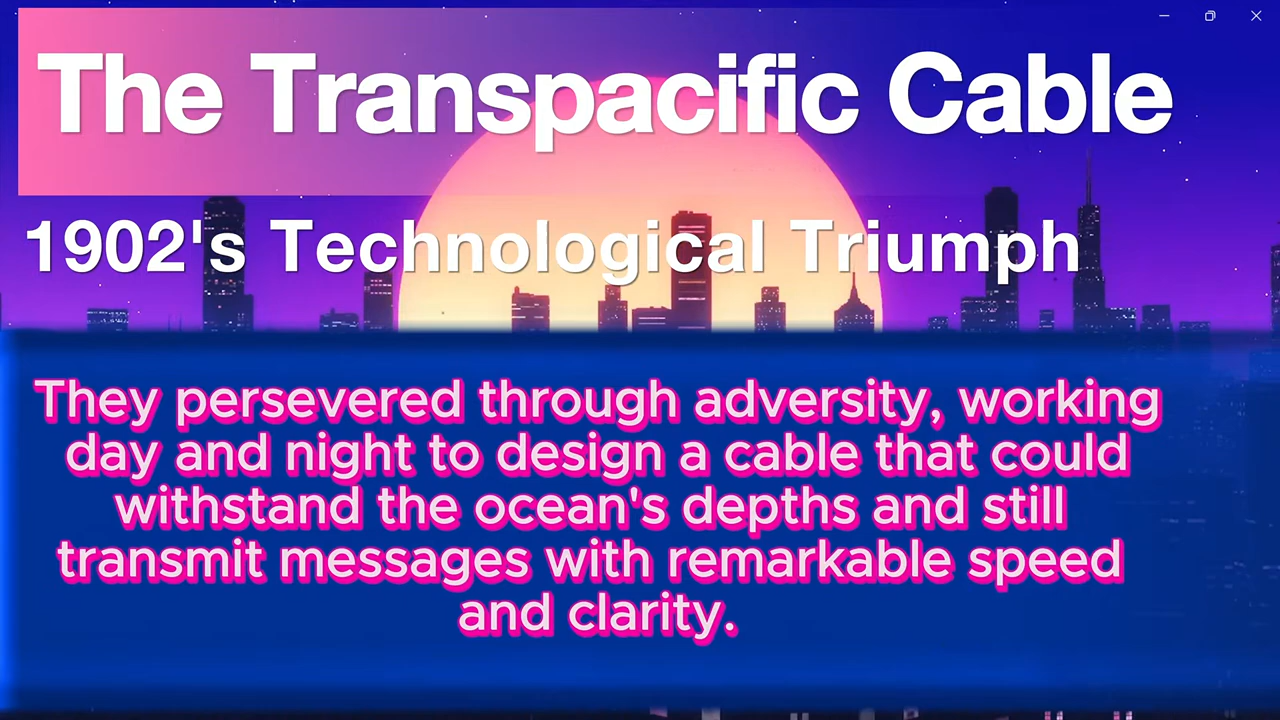 The Transpacific Cable
1902's Technological Triumph
They persevered through adversity, working
day and night to design a cable that could
withstand the ocean's depths and still
transmit messages with remarkable speed
and clarity.